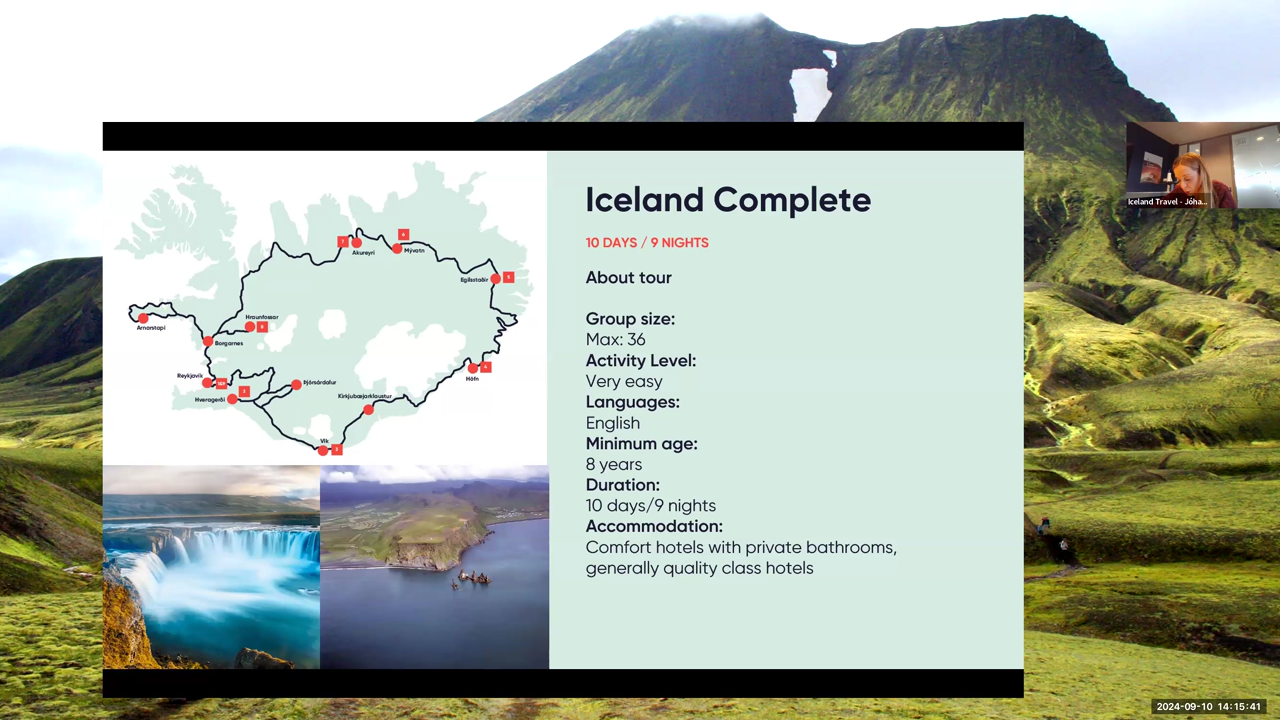 Iceland Complete
10 DAYS / 9 NIGHTS
About tour
Group size:
Max: 36
Activity Level:
Very easy
Languages:
English
Minimum age:
8 years
Duration:
10 days/9 nights
Accommodation:
Comfort hotels with private bathrooms,
generally quality class hotels
Akureyri
Mývatn
Egilsstaðir
Arnarstapi
Hraunfossar
Borgarnes
Reykjavík
Hveragerði
Þjórsárdalur
Kirkjubæjarklaustur
Höfn
Vík
Iceland Travel - Jóha...
2024-09-10 14:15:41